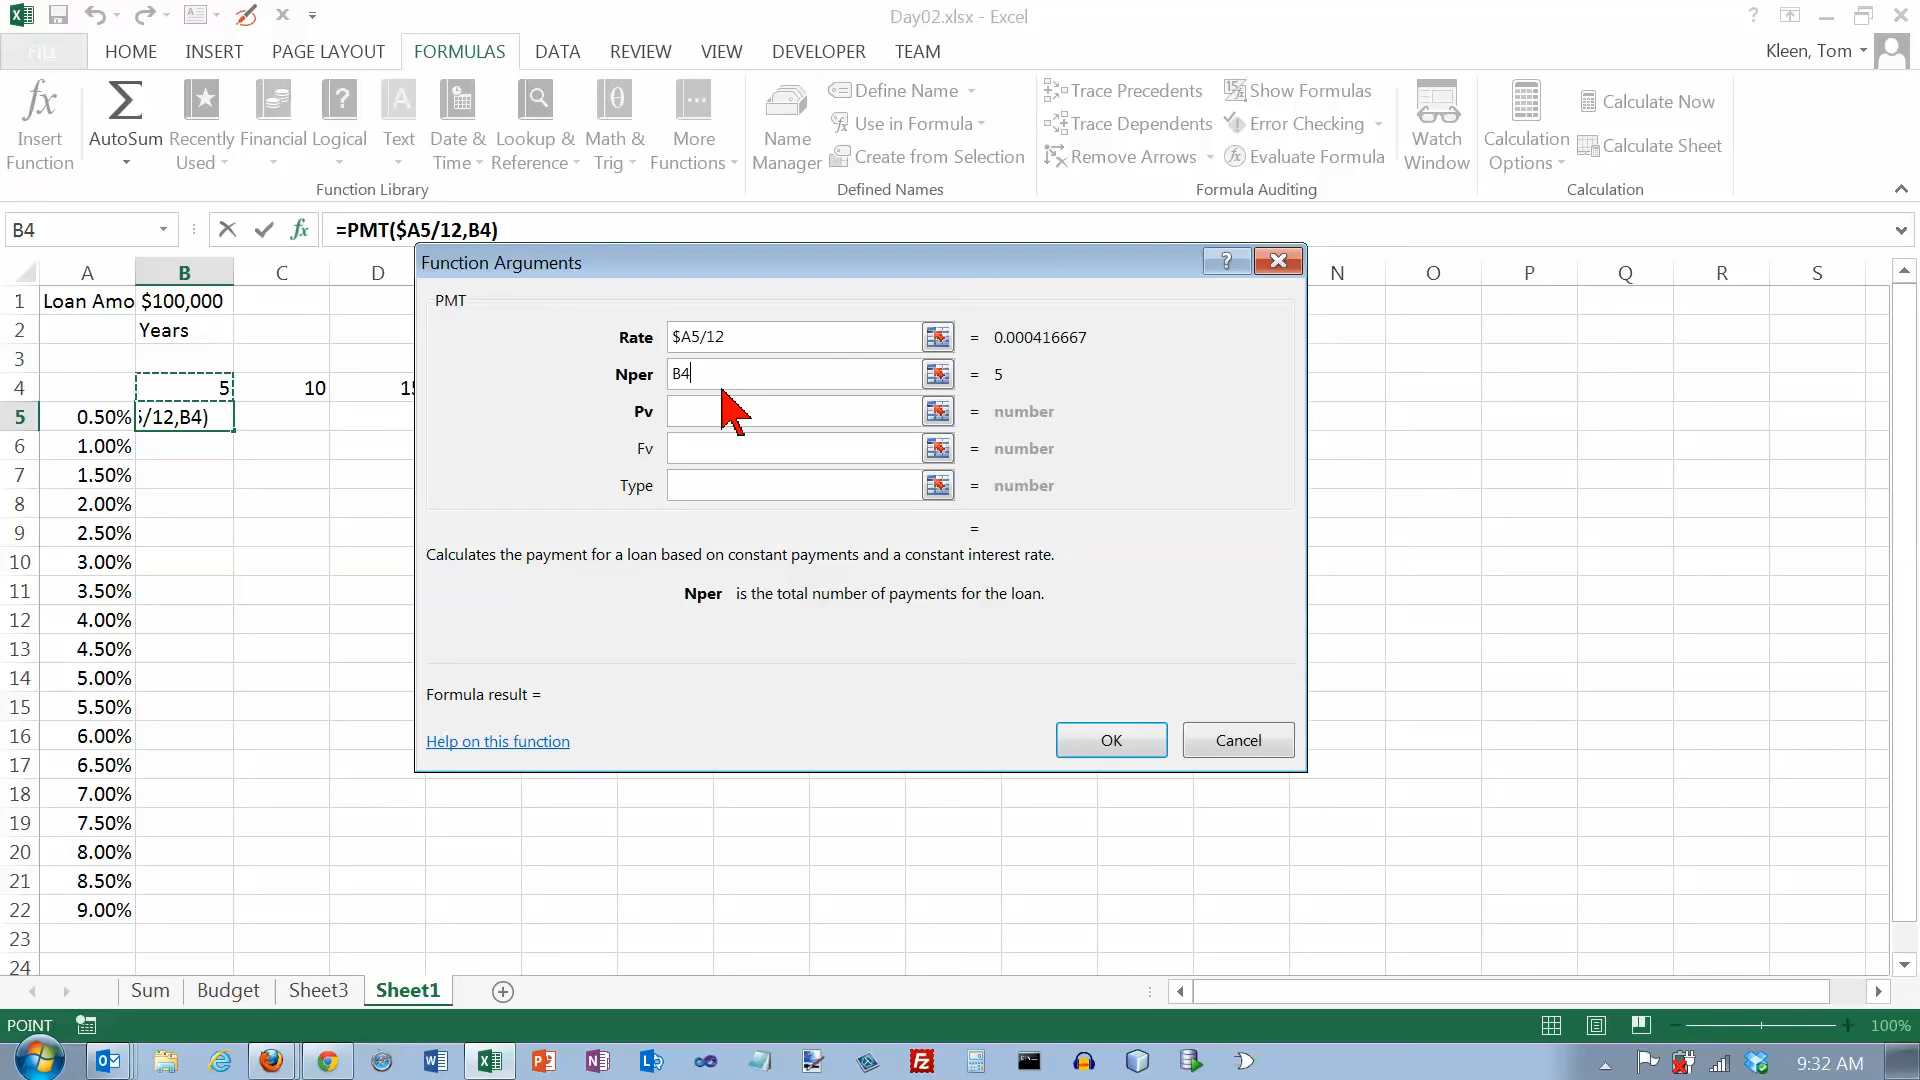 Day02.xlsx - Excel
FILE HOME INSERT PAGE LAYOUT FORMULAS DATA REVIEW VIEW DEVELOPER TEAM Kleen, Tom
Insert Function
AutoSum
Recently Used
Financial
Logical
Text
Date & Time
Lookup & Reference
Math & Trig
More Functions
Function Library
Name Manager
Define Name
Use in Formula
Create from Selection
Defined Names
Trace Precedents
Trace Dependents
Remove Arrows
Show Formulas
Error Checking
Evaluate Formula
Formula Auditing
Watch Window
Calculation Options
Calculate Now
Calculate Sheet
Calculation
B4 fx =PMT($A5/12,B4)
A B C D N O P Q R S
1 Loan Amo $100,000
2 Years
3
4 5 10 15
5 0.50% 5/12,B4)
6 1.00%
7 1.50%
8 2.00%
9 2.50%
10 3.00%
11 3.50%
12 4.00%
13 4.50%
14 5.00%
15 5.50%
16 6.00%
17 6.50%
18 7.00%
19 7.50%
20 8.00%
21 8.50%
22 9.00%
23
24
Function Arguments
PMT
Rate $A5/12 = 0.000416667
Nper B4 = 5
Pv = number
Fv = number
Type = number
=
Calculates the payment for a loan based on constant payments and a constant interest rate.
Nper is the total number of payments for the loan.
Formula result =
Help on this function
OK Cancel
Sum Budget Sheet3 Sheet1
POINT 100%
9:32 AM